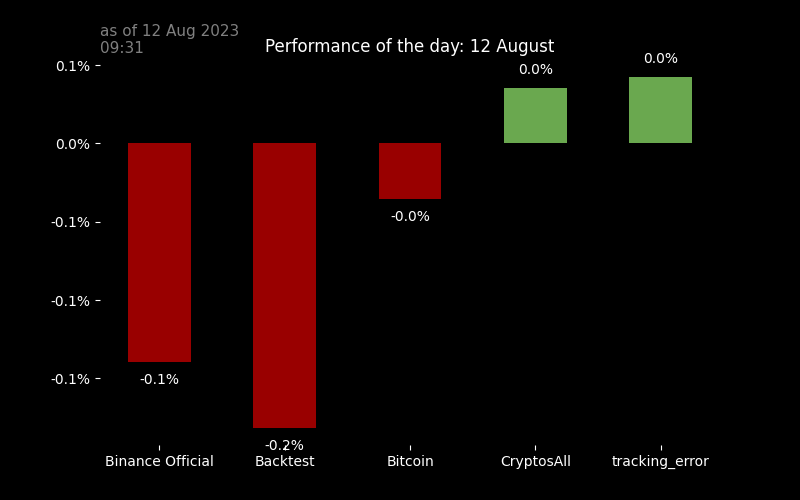 as of 12 Aug 2023
09:31
Performance of the day: 12 August
0.1%
0.0%
-0.1%
-0.1%
-0.1%
0.0%
0.0%
-0.0%
-0.1%
-0.2%
Binance Official
Backtest
Bitcoin
CryptosAll
tracking_error